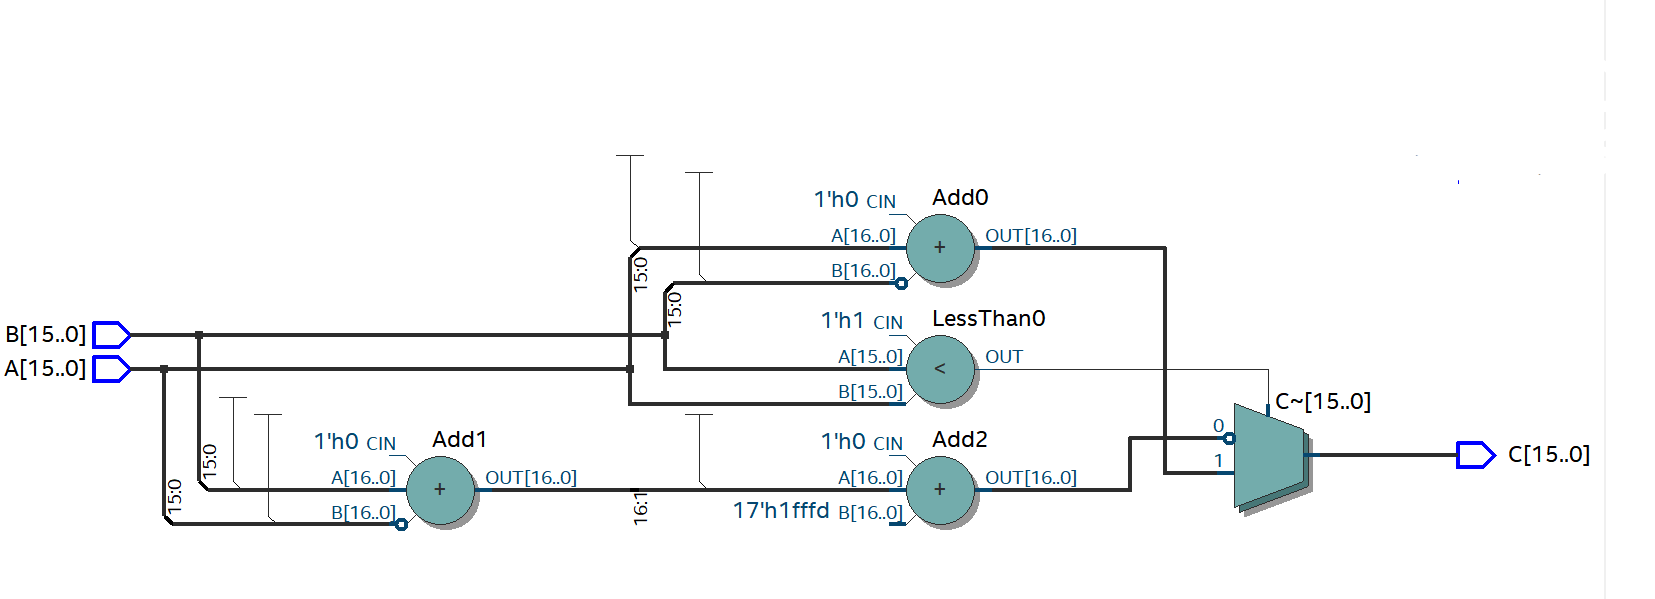 1'h0 CIN
Add0
A[16..0]
OUT[16..0]
B[16..0]
15:0
15:0
1'h1 CIN
LessThan0
B[15..0]
A[15..0]
A[15..0]
OUT
B[15..0]
C~[15..0]
0
1
C[15..0]
1'h0 CIN
Add1
15:0
15:0
A[16..0]
OUT[16..0]
B[16..0]
16:1
1'h0 CIN
Add2
A[16..0]
OUT[16..0]
17'h1fffd B[16..0]
+
<
+
+